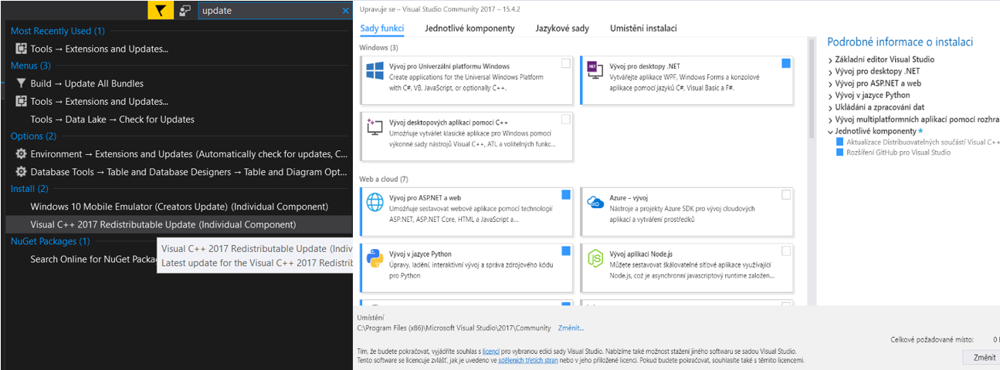 update
Most Recently Used (1)
Tools → Extensions and Updates...
Menus (3)
Build → Update All Bundles
Tools → Extensions and Updates...
Tools → Data Lake → Check for Updates
Options (2)
Environment → Extensions and Updates (Automatically check for updates, C...
Database Tools → Table and Database Designers → Table and Diagram Opt...
Install (2)
Windows 10 Mobile Emulator (Creators Update) (Individual Component)
Visual C++ 2017 Redistributable Update (Individual Component)
NuGet Packages (1)
Search Online for NuGet Packa
Visual C++ 2017 Redistributable Update (Indiv
Latest update for the Visual C++ 2017 Redistrib
Upravuje se – Visual Studio Community 2017 – 15.4.2
Sady funkcí
Jednotlivé komponenty
Jazykové sady
Umístění instalací
Windows (3)
Vývoj pro Univerzální platformu Windows
Create applications for the Universal Windows Platform
with C#, VB, JavaScript, or optionally C++.
Vývoj pro desktopy .NET
Vytvářejte aplikace WPF, Windows Forms a konzolové
aplikace pomocí jazyků C#, Visual Basic a F#.
Vývoj desktopových aplikací pomocí C++
Umožňuje vytvářet klasické aplikace pro Windows pomocí
výkonné sady nástrojů Visual C++, ATL a volitelných funkc...
Web a cloud (7)
Vývoj pro ASP.NET a web
Umožňuje sestavovat webové aplikace pomocí technologií
ASP.NET, ASP.NET Core, HTML a JavaScript a...
Azure – vývoj
Nástroje a projekty Azure SDK pro vývoj cloudových
aplikací a vytváření prostředků
Vývoj v jazyce Python
Úpravy, ladění, interaktivní vývoj a správa zdrojového kódu
pro Python
Vývoj aplikací Node.js
Můžete sestavovat škálovatelné síťové aplikace využívající
Node.js, což je asynchronní javascriptový runtime založen...
Podrobné informace o instalaci
Základní editor Visual Studio
Vývoj pro desktopy .NET
Vývoj pro ASP.NET a web
Vývoj v jazyce Python
Ukládání a zpracování dat
Vývoj multiplatformních aplikací pomocí rozhra
Jednotlivé komponenty *
Aktualizace Distribuovatelných součástí Visual C++
Rozšíření GitHub pro Visual Studio
Umístění
C:\Program Files (x86)\Microsoft Visual Studio\2017\Community Změnit...
Celkové požadované místo: 0
Tím, že budete pokračovat, vyjádříte souhlas s licencí pro vybranou edici sady Visual Studio. Nabízíme také možnost stažení jiného softwaru se sadou Visual Studio.
Tento software se licencuje zvlášť, jak je uvedeno ve sděleních třetích stran nebo v jeho přiložené licenci. Pokud budete pokračovat, souhlasíte také s těmito licencemi.
Změnit